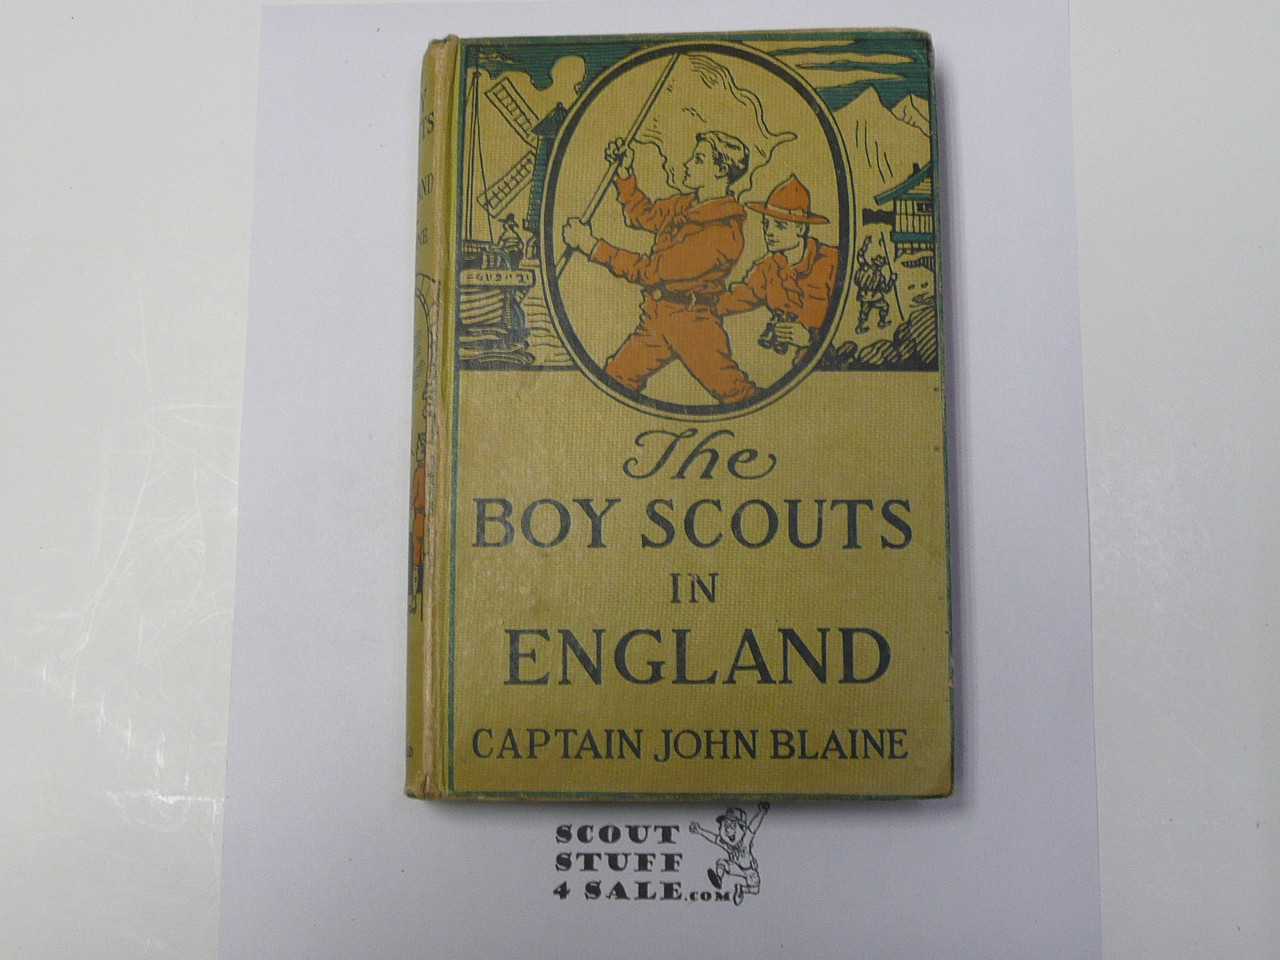 The
BOY SCOUTS
IN
ENGLAND
CAPTAIN JOHN BLAINE
SCOUT
STUFF
4 SALE.COM